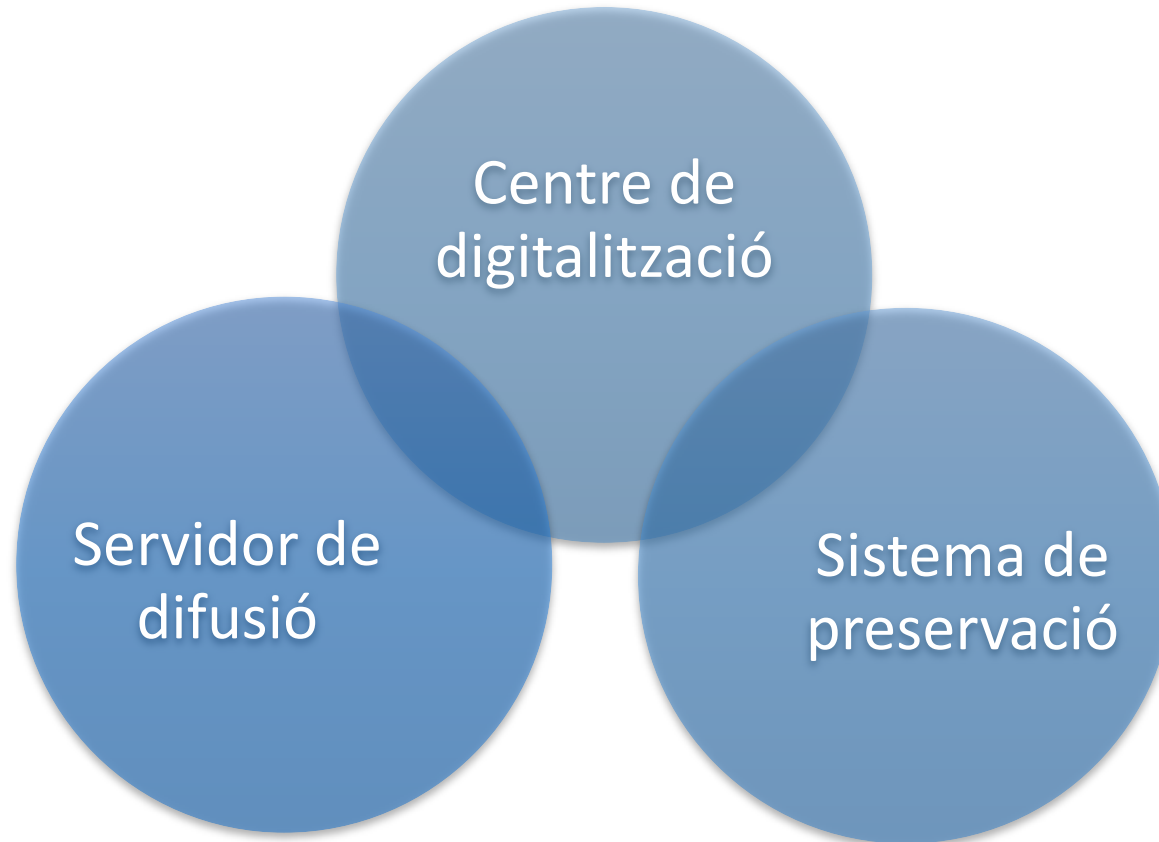 Centre de
digitalització
Servidor de
difusió
Sistema de
preservació